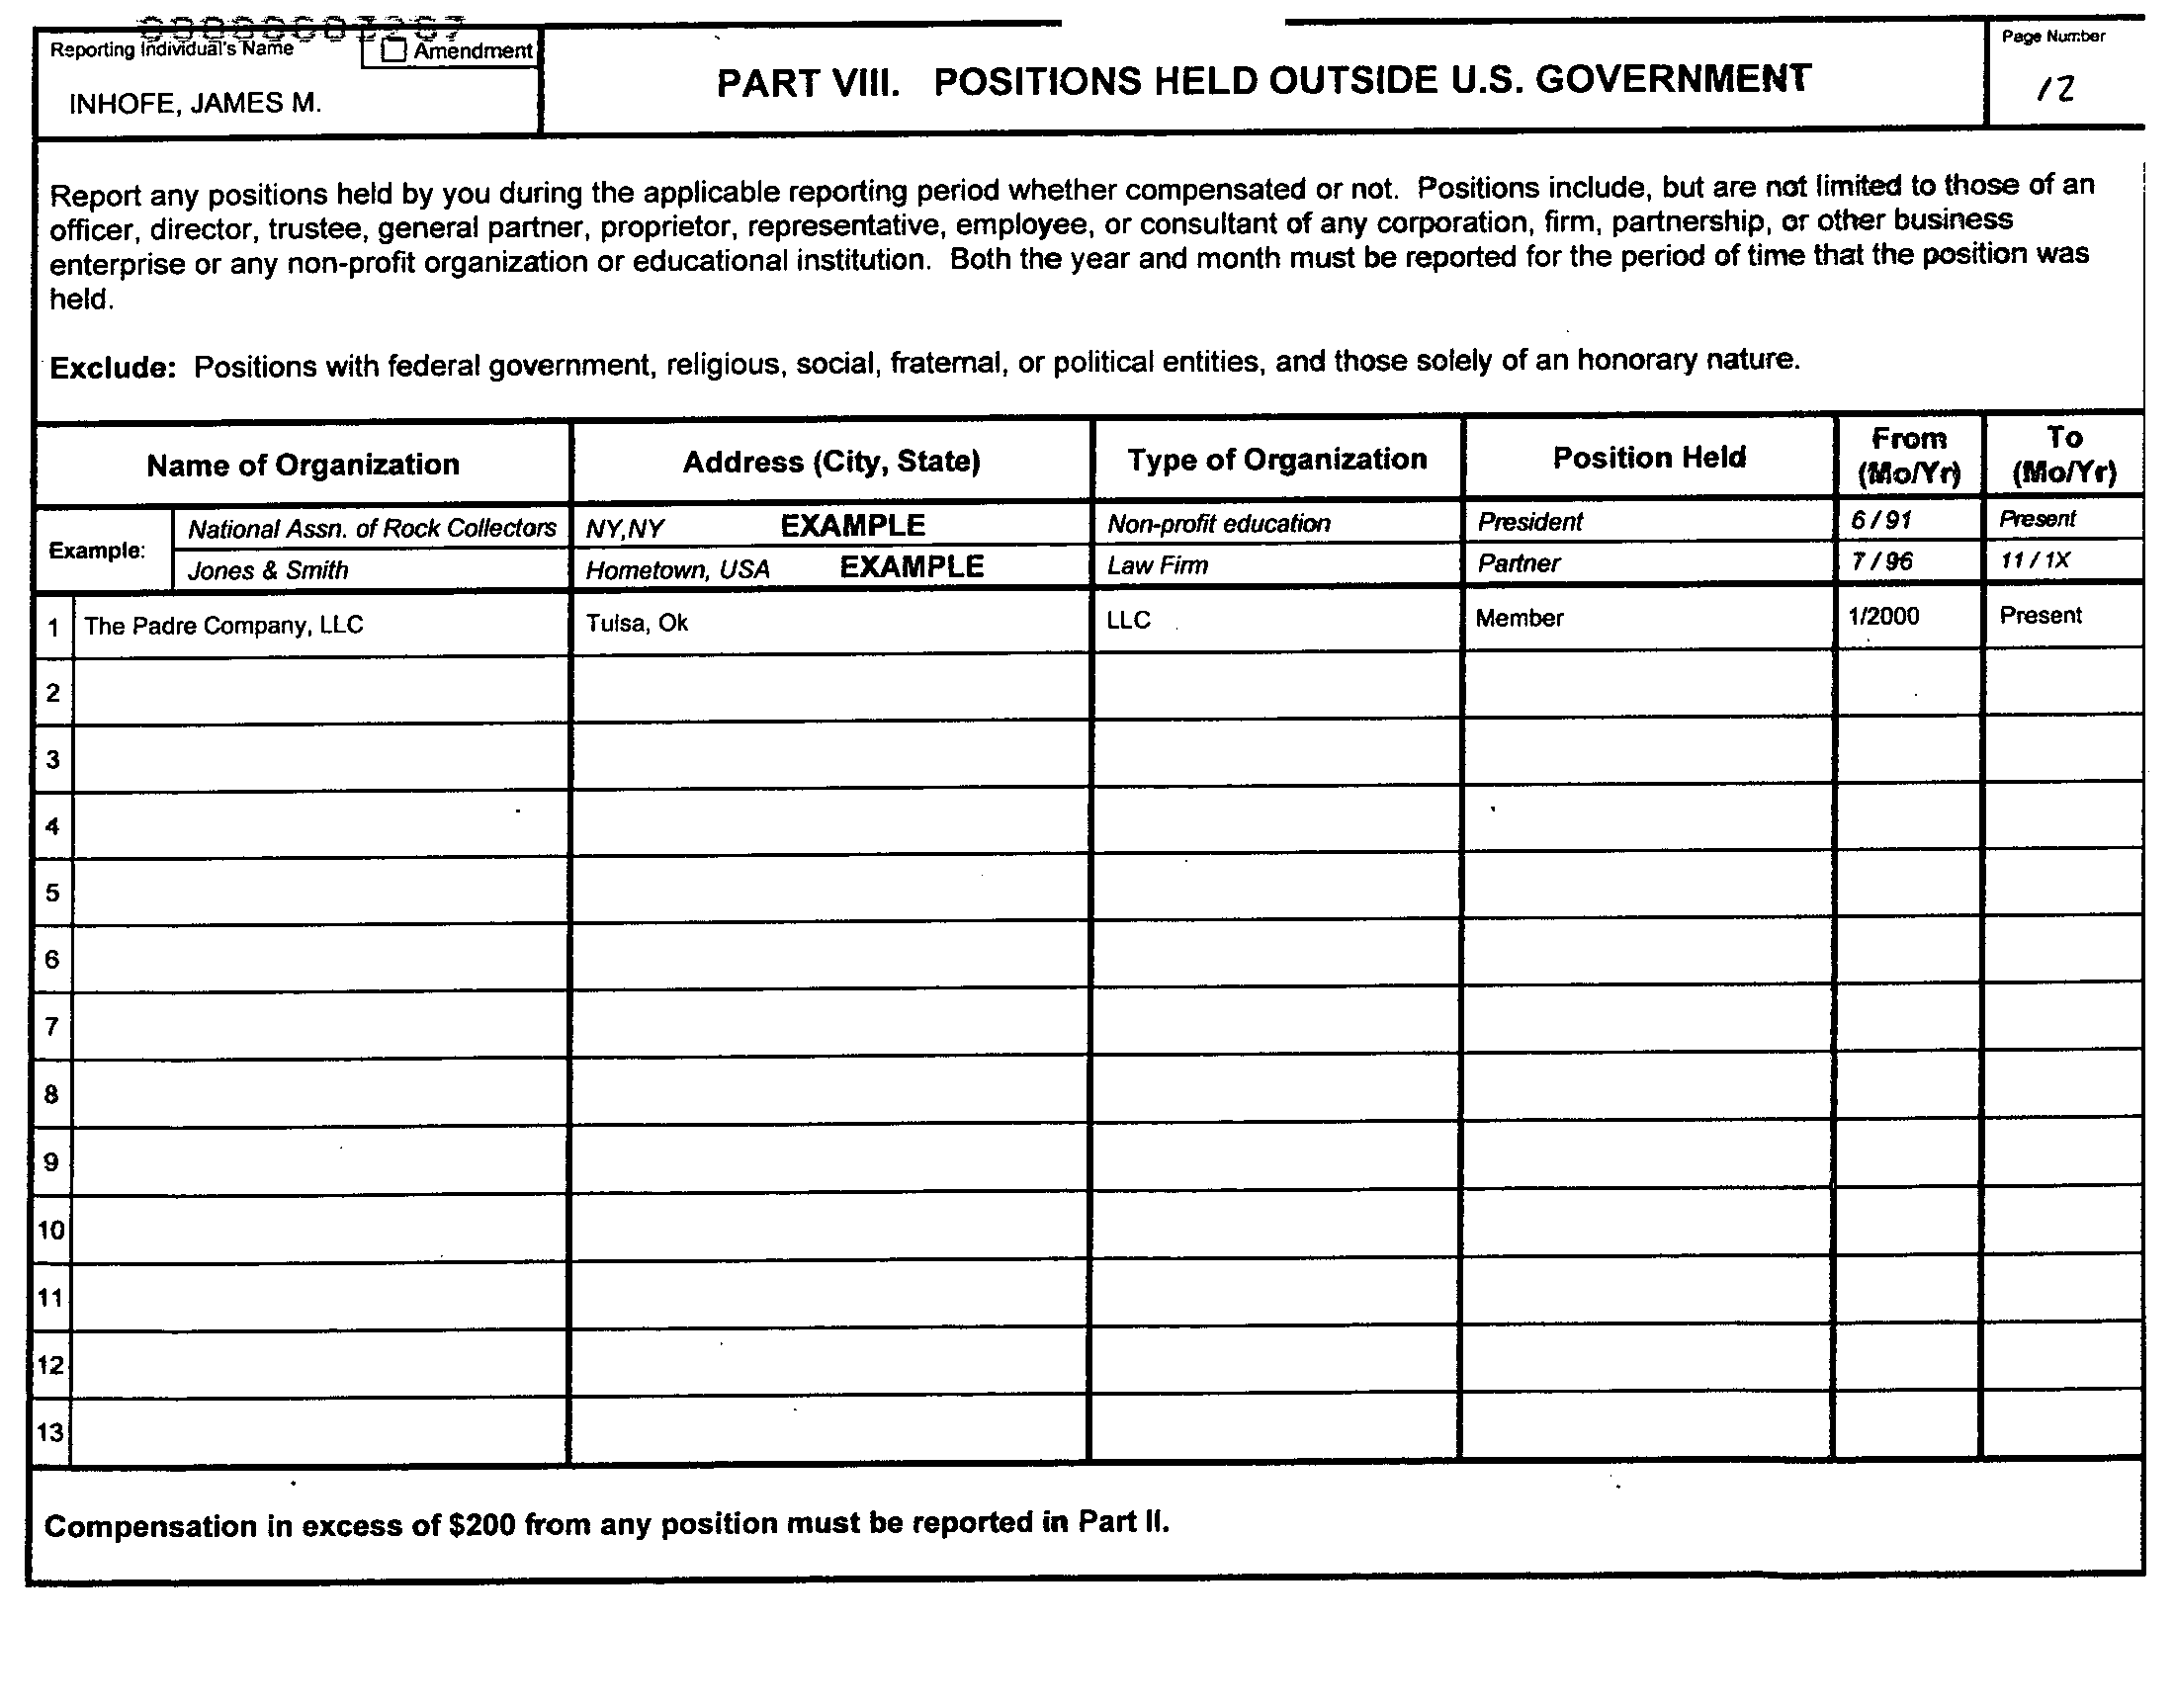 Reporting Individual's Name
Amendment
INHOFE, JAMES M.
PART VIII. POSITIONS HELD OUTSIDE U.S. GOVERNMENT
Page Number
12
Report any positions held by you during the applicable reporting period whether compensated or not. Positions include, but are not limited to those of an
officer, director, trustee, general partner, proprietor, representative, employee, or consultant of any corporation, firm, partnership, or other business
enterprise or any non-profit organization or educational institution. Both the year and month must be reported for the period of time that the position was
held.
Exclude: Positions with federal government, religious, social, fraternal, or political entities, and those solely of an honorary nature.
Name of Organization Address (City, State) Type of Organization Position Held From (Mo/Yr) To (Mo/Yr)
Example: National Assn. of Rock Collectors NY,NY EXAMPLE Non-profit education President 6 / 91 Present
Jones & Smith Hometown, USA EXAMPLE Law Firm Partner 7 / 96 11 / 1X
1 The Padre Company, LLC Tulsa, Ok LLC Member 1/2000 Present
2
3
4
5
6
7
8
9
10
11
12
13
Compensation in excess of $200 from any position must be reported in Part II.